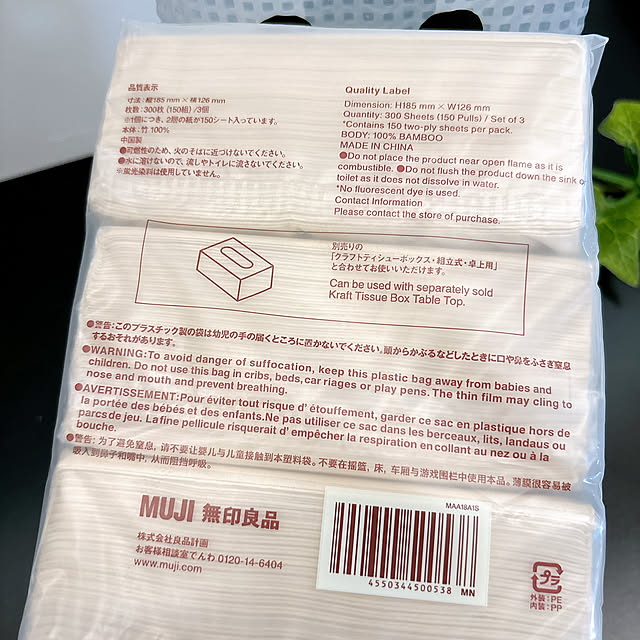 品質表示
寸法:縦185 mm×横126 mm
枚数:300枚(150組)/3個
※1個につき、2層の紙が150シート入っています。
本体:竹 100%
中国製
●可燃性のため、火のそばに近づけないでください。
●水に溶けないので、流しやトイレに流さないでください。
※蛍光染料は使用していません。
Quality Label
Dimension: H185 mm × W126 mm
Quantity: 300 Sheets (150 Pulls) / Set of 3
*Contains 150 two-ply sheets per pack.
BODY: 100% BAMBOO
MADE IN CHINA
●Do not place the product near open flame as it is
combustible. ●Do not flush the product down the sink o
toilet as it does not dissolve in water.
*No fluorescent dye is used.
Contact Information
Please contact the store of purchase.
別売りの
「クラフトティシューボックス・組立式・卓上用」
と合わせてお使いいただけます。
Can be used with separately sold
Kraft Tissue Box Table Top.
●警告:このプラスチック製の袋は幼児の手の届くところに置かないでください。頭からかぶるなどしたときに口や鼻をふさぎ窒息
するおそれがあります。
●WARNING: To avoid danger of suffocation, keep this plastic bag away from babies and
children. Do not use this bag in cribs, beds, car riages or play pens. The thin film may cling to
nose and mouth and prevent breathing.
●AVERTISSEMENT: Pour éviter tout risque d' étouffement, garder ce sac en plastique hors de
la portée des bébés et des enfants. Ne pas utiliser ce sac dans les berceaux, lits, landaus ou
parcs de jeu. La fine pellicule risquerait d' empêcher la respiration en collant au nez ou à la
bouche.
●警告:为了避免窒息,请不要让婴儿与儿童接触到本塑料袋。不要在摇篮,床,车厢与游戏围栏中使用本品。薄膜很容易被
吸入到鼻子和嘴中,从而阻挡呼吸。
MUJI 無印良品
株式会社良品計画
お客様相談室でんわ 0120-14-6404
www.muji.com
MAA18A1S
4550344500538 MN
プラ
外装:PE
内装:PP